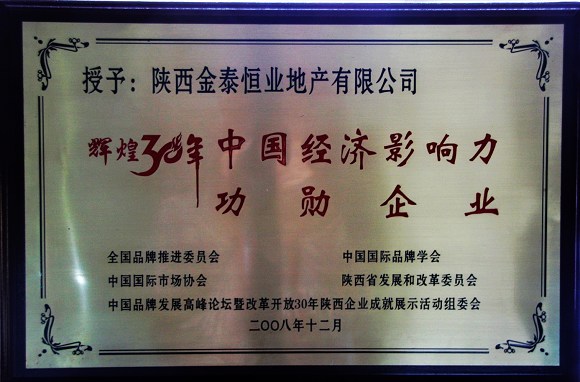 授予：陕西金泰恒业地产有限公司
辉煌30年中国经济影响力
功勋企业
全国品牌推进委员会 中国国际品牌学会
中国国际市场协会 陕西省发展和改革委员会
中国品牌发展高峰论坛暨改革开放30年陕西企业成就展示活动组委会
二〇〇八年十二月